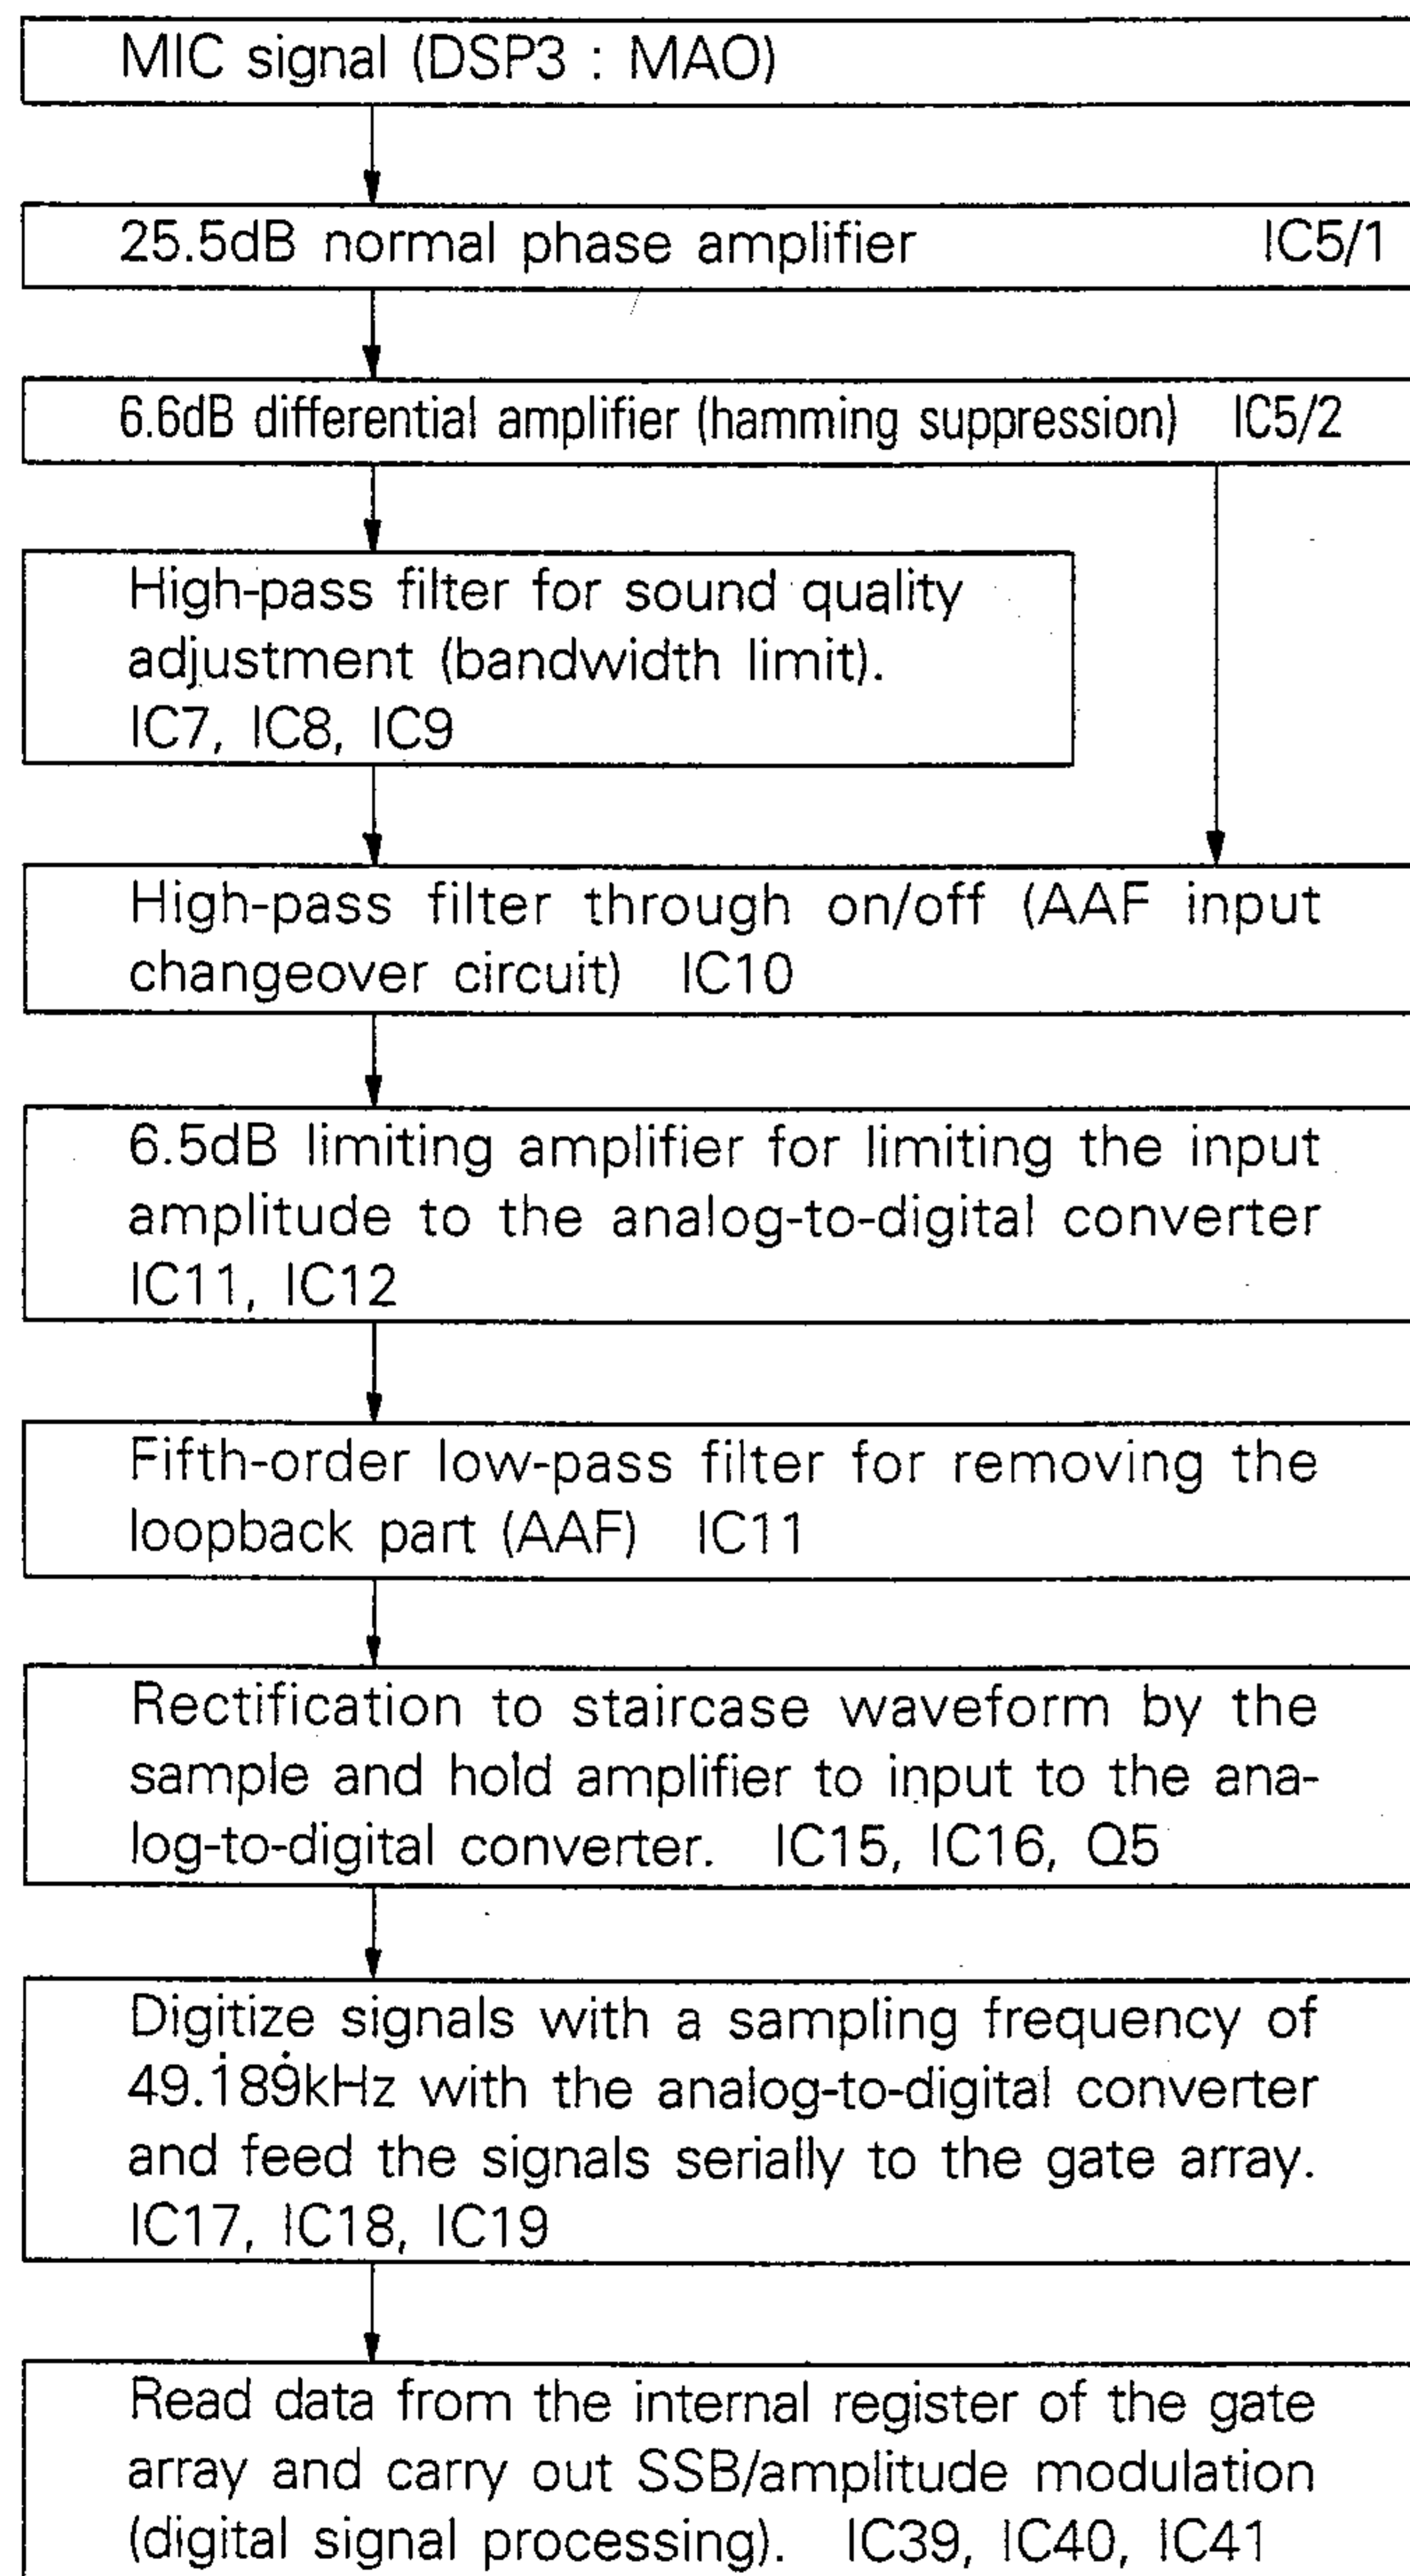 MIC signal (DSP3 : MAO)
25.5dB normal phase amplifier IC5/1
6.6dB differential amplifier (hamming suppression) IC5/2
High-pass filter for sound quality
adjustment (bandwidth limit).
IC7, IC8, IC9
High-pass filter through on/off (AAF input
changeover circuit) IC10
6.5dB limiting amplifier for limiting the input
amplitude to the analog-to-digital converter
IC11, IC12
Fifth-order low-pass filter for removing the
loopback part (AAF) IC11
Rectification to staircase waveform by the
sample and hold amplifier to input to the ana-
log-to-digital converter. IC15, IC16, Q5
Digitize signals with a sampling frequency of
49.1̇89̇kHz with the analog-to-digital converter
and feed the signals serially to the gate array.
IC17, IC18, IC19
Read data from the internal register of the gate
array and carry out SSB/amplitude modulation
(digital signal processing). IC39, IC40, IC41